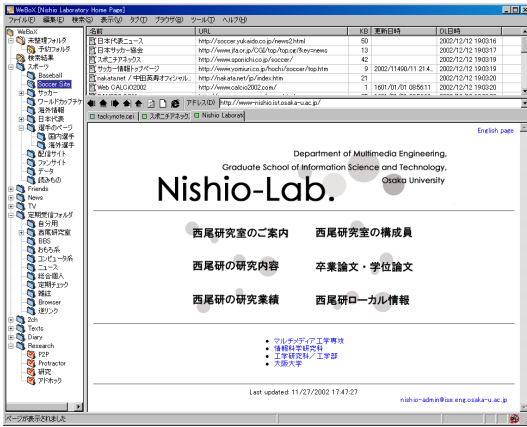 WeBoX [Nishio Laboratory Home Page]
ファイル(F) 編集(E) 検索(S) 表示(V) タブ(T) ブラウザ(B) ツール(T) ヘルプ(H)
WeBoX
未整理フォルダ
予約フォルダ
検索結果
スポーツ
Baseball
Soccer Site
サッカー
ワールドカップチケ
海外情報
日本代表
選手のページ
国内選手
海外選手
配信サイト
ファンサイト
データ
読みもの
Friends
News
TV
定期受信フォルダ
自分用
西尾研究室
BBS
おもろ系
コンピュータ系
ニュース
総合個人
定期チェック
雑誌
Browser
逆リンク
2ch
Texts
Diary
Research
P2P
Protractor
研究
アドホック
名前 URL KB 更新日時 DL日時
日本代表ニュース http://soccer.yukaido.co.jp/news2.html 50 2002/12/12 19:03:16
日本サッカー協会 http://www.jfa.or.jp/CGI/top/top.cgi?key=news 13 2002/12/12 19:03:17
スポニチアネックス http://www.sponichi.co.jp/soccer/ 42 2002/12/12 19:03:19
サッカー情報トップページ http://www.yomiuri.co.jp/hochi/soccer/top.htm 9 2002/12/12 19:03:19
nakata.net / 中田英寿オフィシャル.. http://nakata.net/jp/index.htm 21 2002/12/12 19:03:20
Web CALCiO2002 http://www.calcio2002.com/ 1 1601/01/01 08:56:11 2002/12/12 19:03:20
アドレス(D) http://www-nishio.ist.osaka-u.ac.jp/
tackynote.cgi スポニチアネックス Nishio Laborato
English page
Department of Multimedia Engineering,
Graduate School of Information Science and Technology,
Osaka University
Nishio-Lab.
西尾研究室のご案内 西尾研究室の構成員
西尾研の研究内容 卒業論文・学位論文
西尾研の研究業績 西尾研ローカル情報
マルチメディア工学専攻
情報科学研究科
工学研究科／工学部
大阪大学
Last updated: 11/27/2002 17:47:27
nishio-admin@ise.eng.osaka-u.ac.jp
ページが表示されました